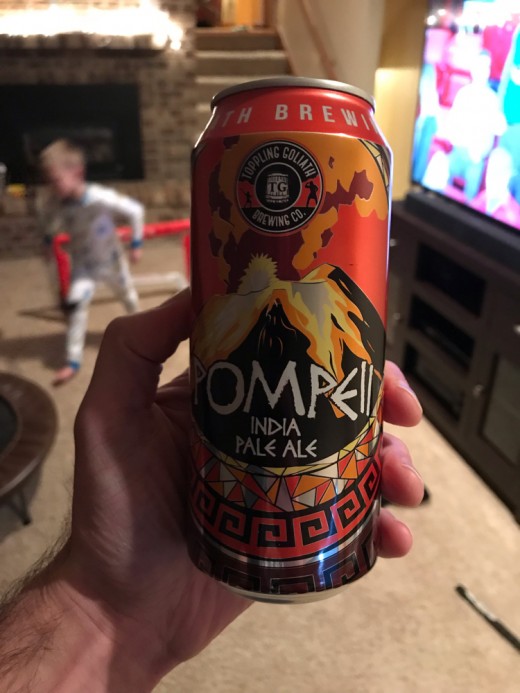 TH BREWI
TOPPLING GOLIATH
TG
BREWING CO.
POMPEII
INDIA
PALE ALE